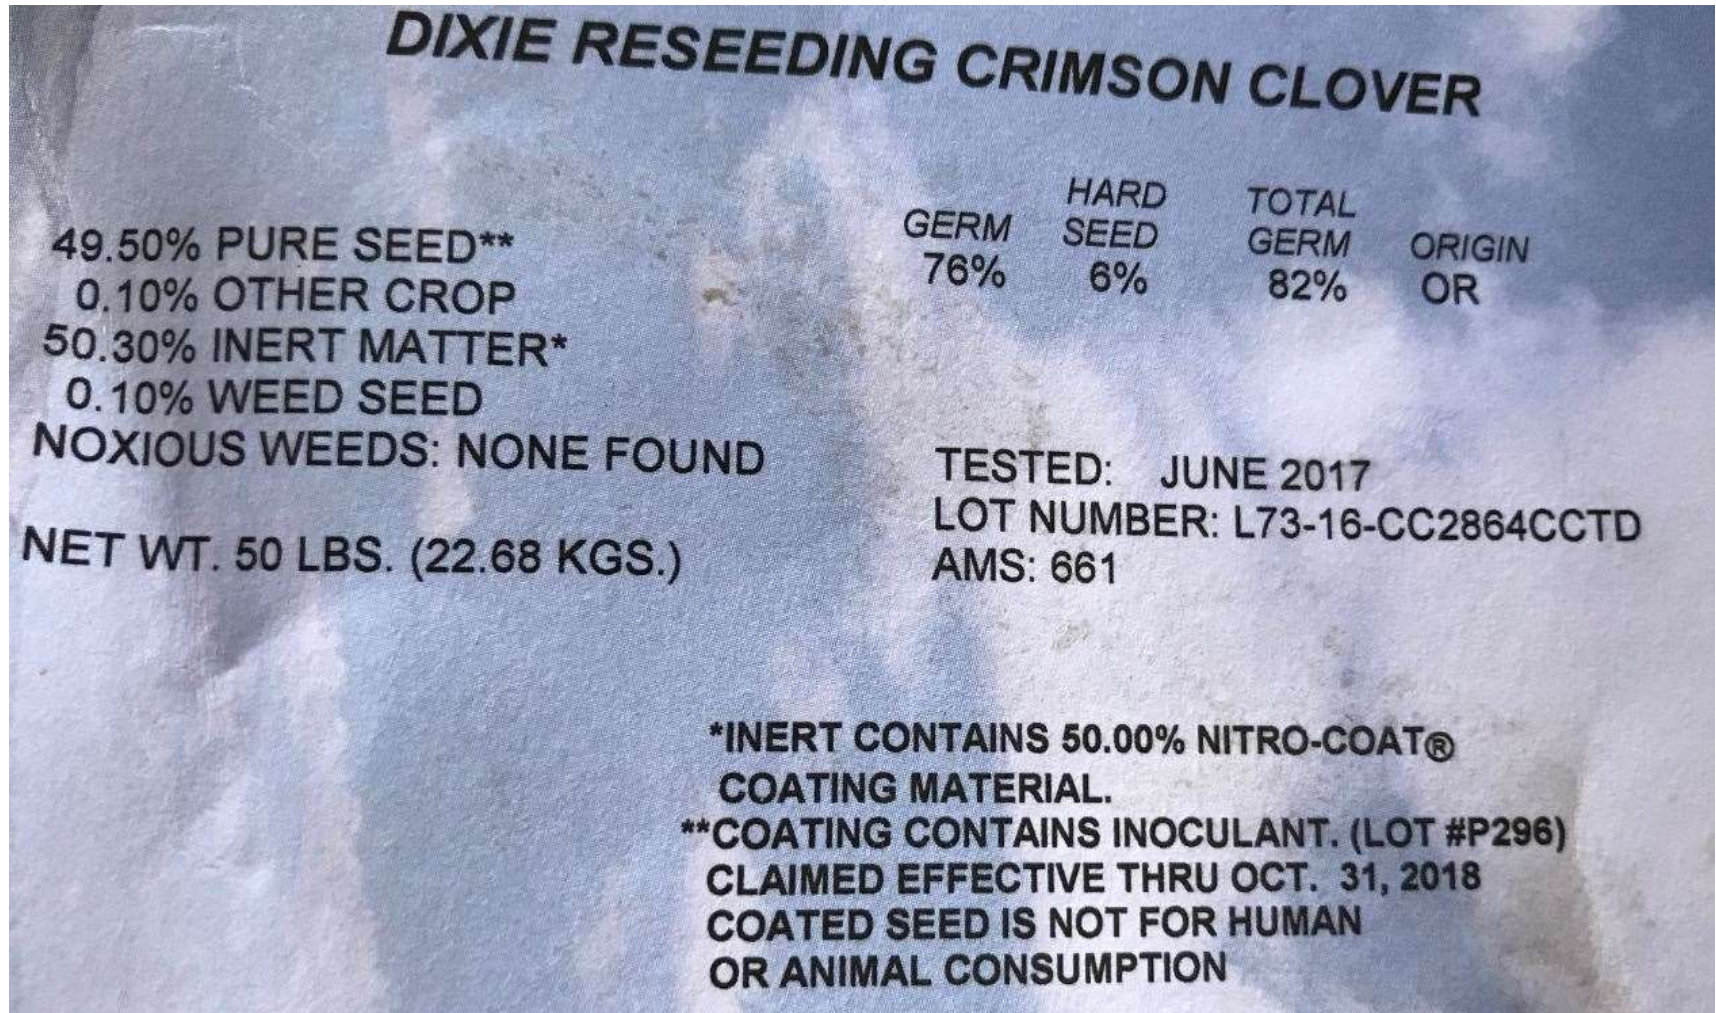 DIXIE RESEEDING CRIMSON CLOVER
49.50% PURE SEED**
0.10% OTHER CROP
50.30% INERT MATTER*
0.10% WEED SEED
NOXIOUS WEEDS: NONE FOUND
NET WT. 50 LBS. (22.68 KGS.)
HARD TOTAL
GERM SEED GERM ORIGIN
76% 6% 82% OR
TESTED: JUNE 2017
LOT NUMBER: L73-16-CC2864CCTD
AMS: 661
*INERT CONTAINS 50.00% NITRO-COAT®
COATING MATERIAL.
**COATING CONTAINS INOCULANT. (LOT #P296)
CLAIMED EFFECTIVE THRU OCT. 31, 2018
COATED SEED IS NOT FOR HUMAN
OR ANIMAL CONSUMPTION